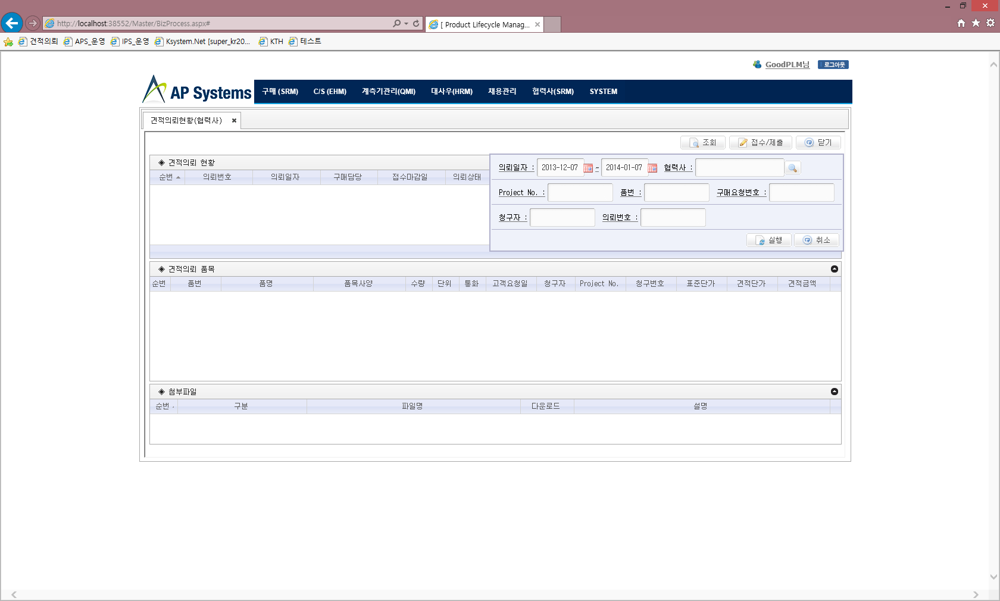 http://localhost:38552/Master/BizProcess.aspx#
[ Product Lifecycle Manag...
견적의뢰 APS_운영 IPS_운영 Ksystem.Net [super_kr20... KTH 테스트
GoodPLM님 로그아웃
AP Systems
구매 (SRM) C/S (EHM) 계측기관리(QMI) 대사우(HRM) 채용관리 협력사(SRM) SYSTEM
견적의뢰현황(협력사)
조회 접수/제출 닫기
◈ 견적의뢰 현황
순번 의뢰번호 의뢰일자 구매담당 접수마감일 의뢰상태
의뢰일자 : 2013-12-07 ~ 2014-01-07 협력사 :
Project No. : 품번 : 구매요청번호 :
청구자 : 의뢰번호 :
실행 취소
◈ 견적의뢰 품목
순번 품번 품명 품목사양 수량 단위 통화 고객요청일 청구자 Project No. 청구번호 표준단가 견적단가 견적금액
◈ 첨부파일
순번 구분 파일명 다운로드 설명